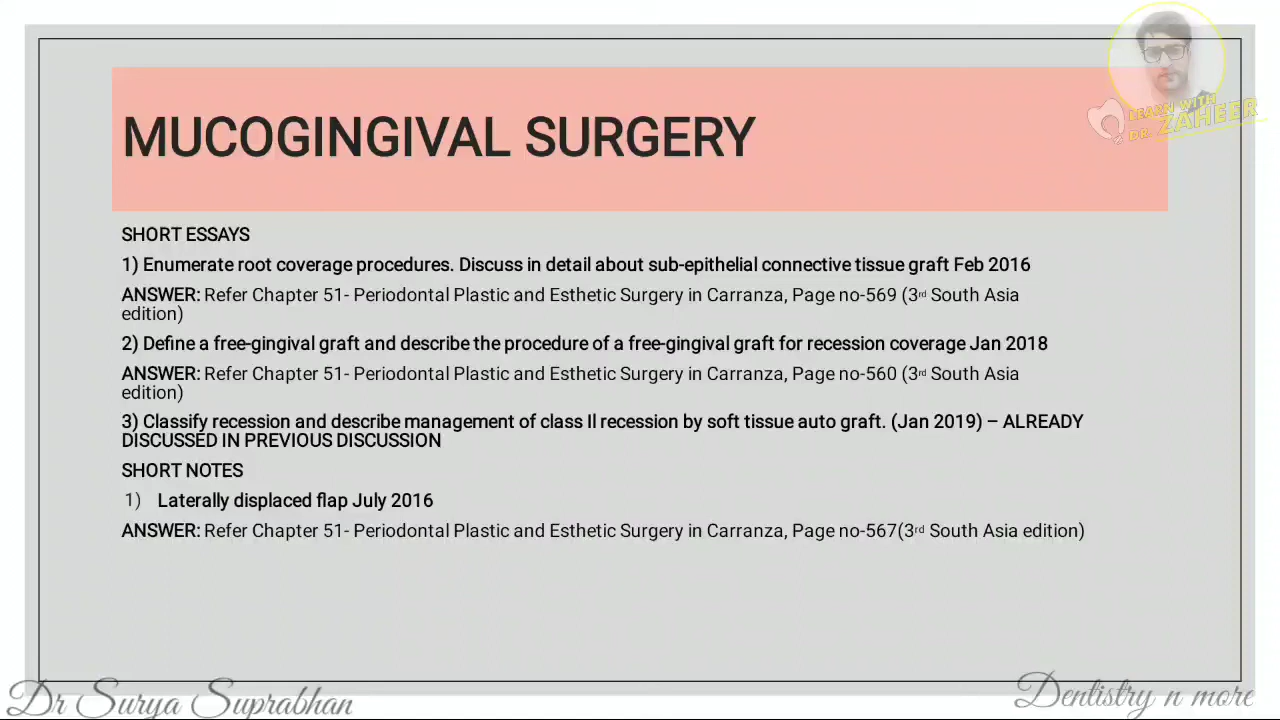 LEARN WITH
DR. ZAHEER
MUCOGINGIVAL SURGERY
SHORT ESSAYS
1) Enumerate root coverage procedures. Discuss in detail about sub-epithelial connective tissue graft Feb 2016
ANSWER: Refer Chapter 51- Periodontal Plastic and Esthetic Surgery in Carranza, Page no-569 (3rd South Asia
edition)
2) Define a free-gingival graft and describe the procedure of a free-gingival graft for recession coverage Jan 2018
ANSWER: Refer Chapter 51- Periodontal Plastic and Esthetic Surgery in Carranza, Page no-560 (3rd South Asia
edition)
3) Classify recession and describe management of class II recession by soft tissue auto graft. (Jan 2019) – ALREADY
DISCUSSED IN PREVIOUS DISCUSSION
SHORT NOTES
1) Laterally displaced flap July 2016
ANSWER: Refer Chapter 51- Periodontal Plastic and Esthetic Surgery in Carranza, Page no-567(3rd South Asia edition)
Dr Surya Suprabhan
Dentistry n more